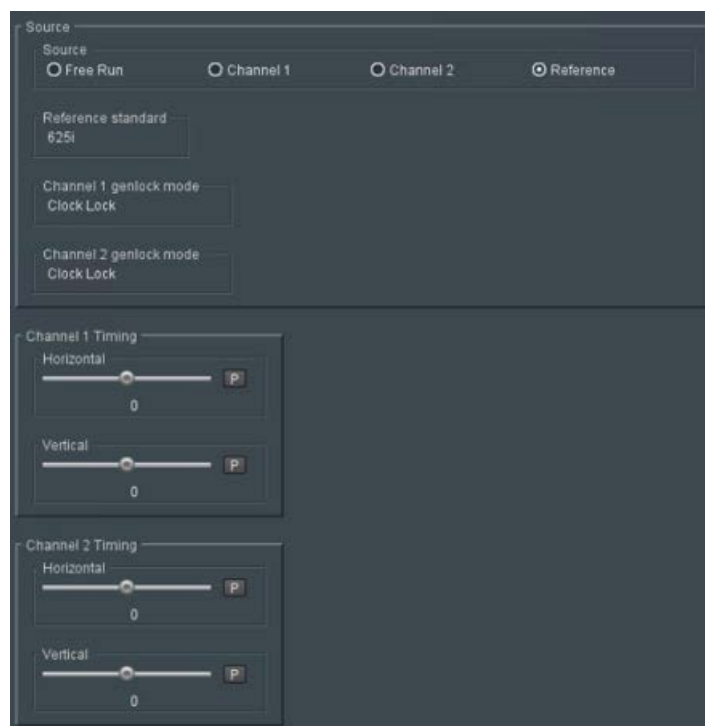 Source
Source
Free Run Channel 1 Channel 2 Reference
Reference standard
625i
Channel 1 genlock mode
Clock Lock
Channel 2 genlock mode
Clock Lock
Channel 1 Timing
Horizontal
P
0
Vertical
P
0
Channel 2 Timing
Horizontal
P
0
Vertical
P
0